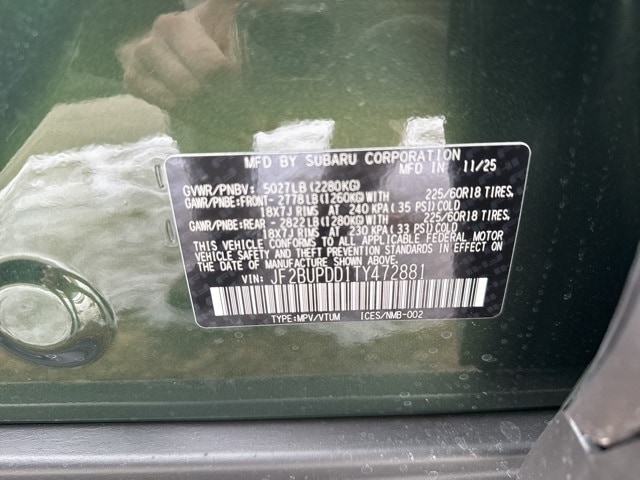 MFD BY SUBARU CORPORATION
MFD IN 11/25
GVWR/PNBV: 5027LB(2280KG)
GAWR/PNBE:FRONT- 2778LB(1260KG)WITH 225/60R18 TIRES,
18X7J RIMS AT 240 KPA(35 PSI)COLD
GAWR/PNBE:REAR - 2822LB(1280KG)WITH 225/60R18 TIRES,
18X7J RIMS AT 230 KPA(33 PSI)COLD
THIS VEHICLE CONFORMS TO ALL APPLICABLE FEDERAL MOTOR
VEHICLE SAFETY AND THEFT PREVENTION STANDARDS IN EFFECT
ON THE DATE OF MANUFACTURE SHOWN ABOVE.
VIN: JF2BUPDD1TY472881
TYPE:MPV/VTUM ICES/NMB-002